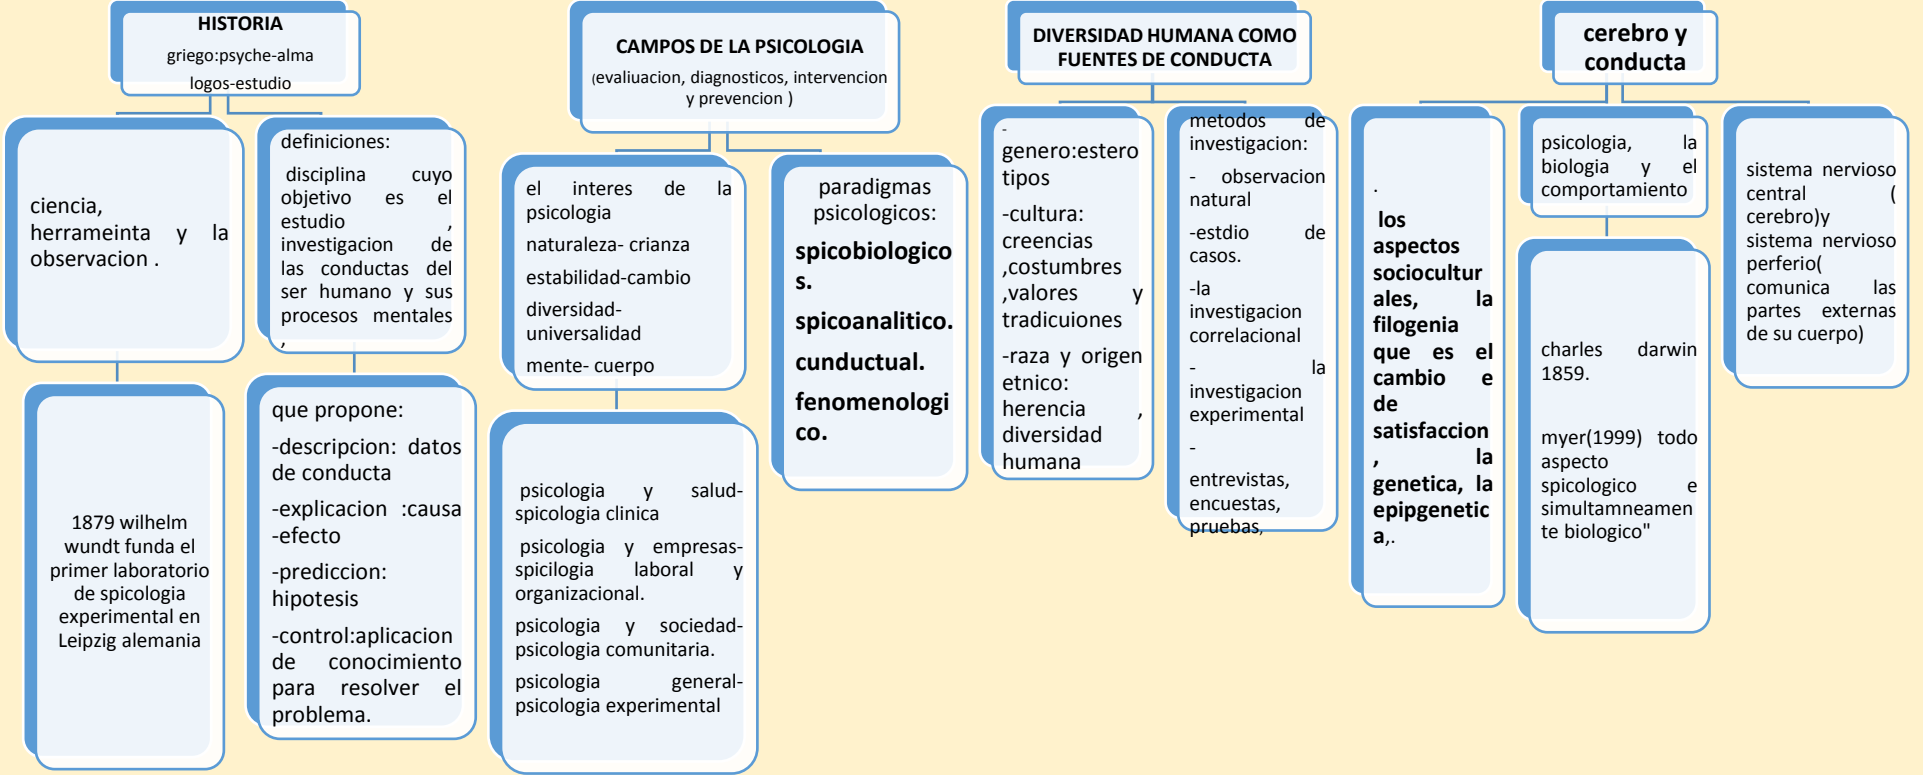 HISTORIA
griego:psyche-alma
logos-estudio
ciencia,
herrameinta y la
observacion .
1879 wilhelm
wundt funda el
primer laboratorio
de spicologia
experimental en
Leipzig alemania
definiciones:
disciplina cuyo
objetivo es el
estudio ,
investigacion de
las conductas del
ser humano y sus
procesos mentales
,
que propone:
-descripcion: datos
de conducta
-explicacion :causa
-efecto
-prediccion:
hipotesis
-control:aplicacion
de conocimiento
para resolver el
problema.
CAMPOS DE LA PSICOLOGIA
(evaliuacion, diagnosticos, intervencion
y prevencion )
el interes de la
psicologia
naturaleza- crianza
estabilidad-cambio
diversidad-
universalidad
mente- cuerpo
psicologia y salud-
spicologia clinica
psicologia y empresas-
spicilogia laboral y
organizacional.
psicologia y sociedad-
psicologia comunitaria.
psicologia general-
psicologia experimental
paradigmas
psicologicos:
spicobiologico
s.
spicoanalitico.
cunductual.
fenomenologi
co.
DIVERSIDAD HUMANA COMO
FUENTES DE CONDUCTA
-
genero:estero
tipos
-cultura:
creencias
,costumbres
,valores y
tradicuiones
-raza y origen
etnico:
herencia ,
diversidad
humana
metodos de
investigacion:
- observacion
natural
-estdio de
casos.
-la
investigacion
correlacional
- la
investigacion
experimental
-
entrevistas,
encuestas,
pruebas,
cerebro y
conducta
.
los
aspectos
sociocultur
ales, la
filogenia
que es el
cambio e
de
satisfaccion
, la
genetica, la
epipgenetic
a,.
psicologia, la
biologia y el
comportamiento
charles darwin
1859.
myer(1999) todo
aspecto
spicologico e
simultamneamen
te biologico"
sistema nervioso
central (
cerebro)y
sistema nervioso
perferio(
comunica las
partes externas
de su cuerpo)